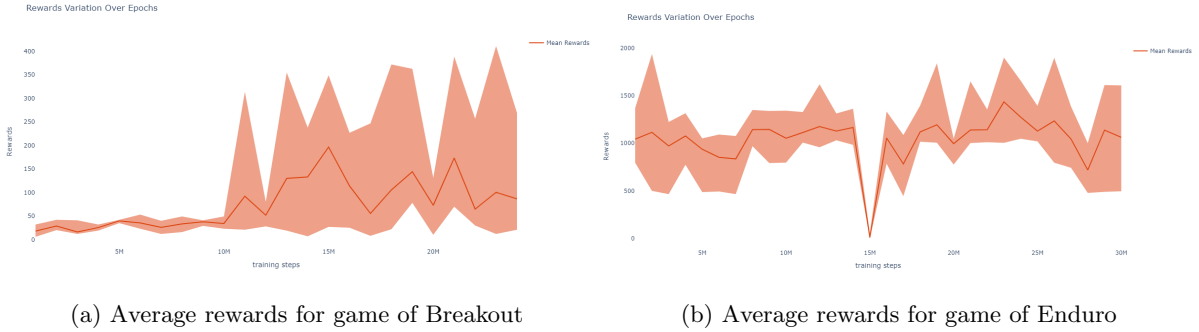 Rewards Variation Over Epochs
400
350
300
250
200
150
100
50
0
Rewards
5M
10M
15M
20M
training steps
Mean Rewards
(a) Average rewards for game of Breakout
Rewards Variation Over Epochs
2000
1500
1000
500
0
Rewards
5M
10M
15M
20M
25M
30M
training steps
Mean Rewards
(b) Average rewards for game of Enduro